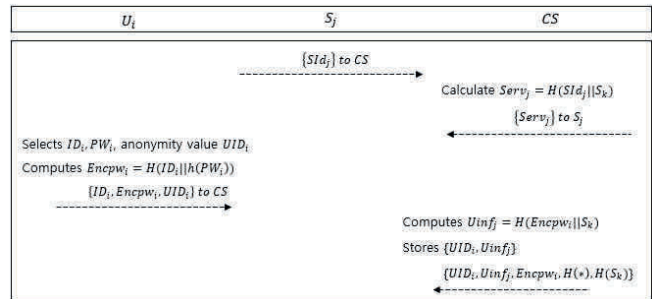 U_i S_j CS
{SId_j} to CS
Calculate Serv_j = H(SId_j||S_k)
{Serv_j} to S_j
Selects ID_i, PW_i, anonymity value UID_i
Computes Encpw_i = H(ID_i||h(PW_i))
{ID_i, Encpw_i, UID_i} to CS
Computes Uinf_j = H(Encpw_i||S_k)
Stores {UID_i, Uinf_j}
{UID_i, Uinf_j, Encpw_i, H(*), H(S_k)}